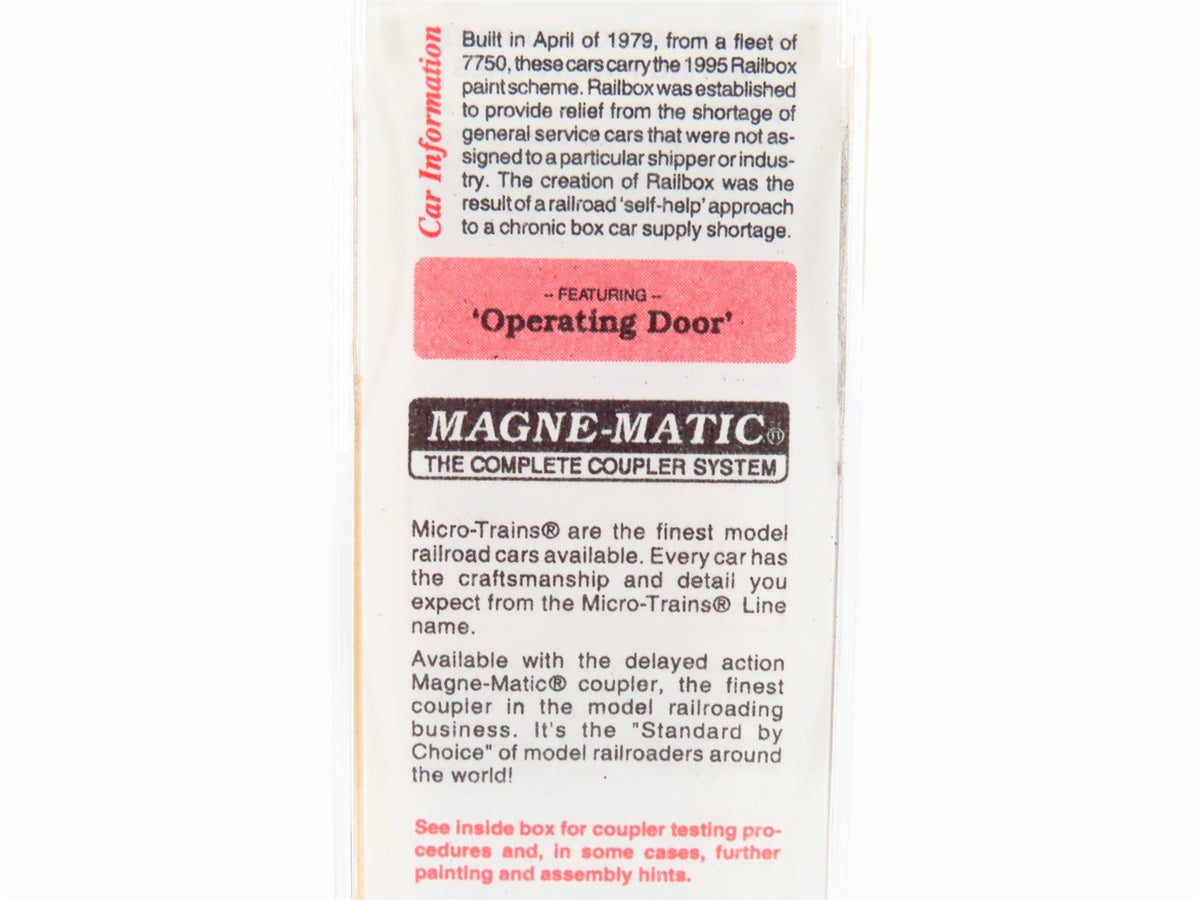 Car Information
Built in April of 1979, from a fleet of
7750, these cars carry the 1995 Railbox
paint scheme. Railbox was established
to provide relief from the shortage of
general service cars that were not as-
signed to a particular shipper or indus-
try. The creation of Railbox was the
result of a railroad 'self-help' approach
to a chronic box car supply shortage.
-- FEATURING --
'Operating Door'
MAGNE-MATIC®
THE COMPLETE COUPLER SYSTEM
Micro-Trains® are the finest model
railroad cars available. Every car has
the craftsmanship and detail you
expect from the Micro-Trains® Line
name.
Available with the delayed action
Magne-Matic® coupler, the finest
coupler in the model railroading
business. It's the "Standard by
Choice" of model railroaders around
the world!
See inside box for coupler testing pro-
cedures and, in some cases, further
painting and assembly hints.